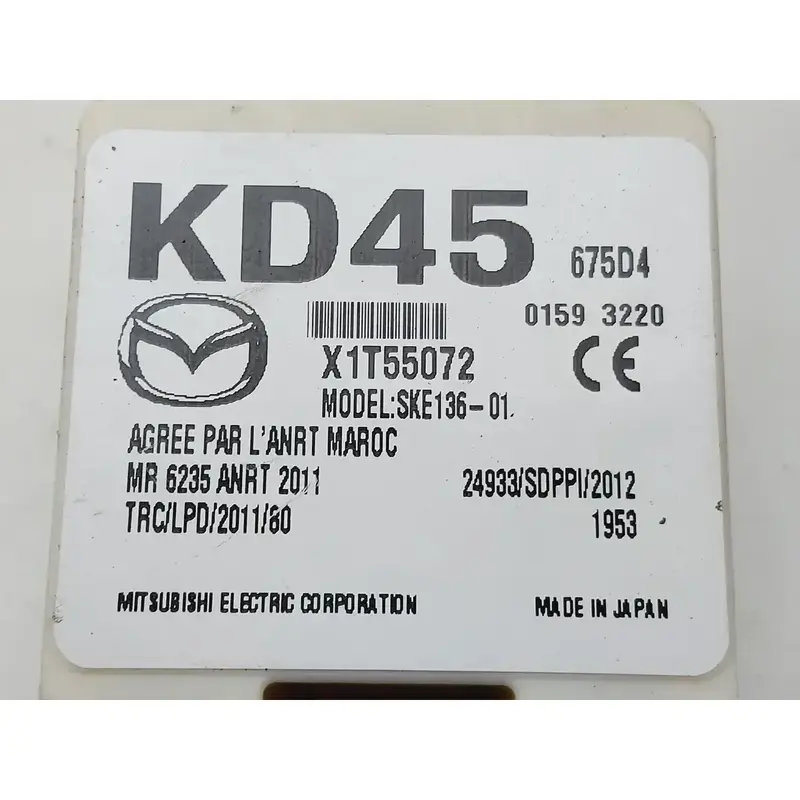 KD45 675D4
0159 3220
X1T55072 CE
MODEL:SKE136-01
AGREE PAR L'ANRT MAROC
MR 6235 ANRT 2011 24933/SDPPI/2012
TRC/LPD/2011/80 1953
MITSUBISHI ELECTRIC CORPORATION MADE IN JAPAN